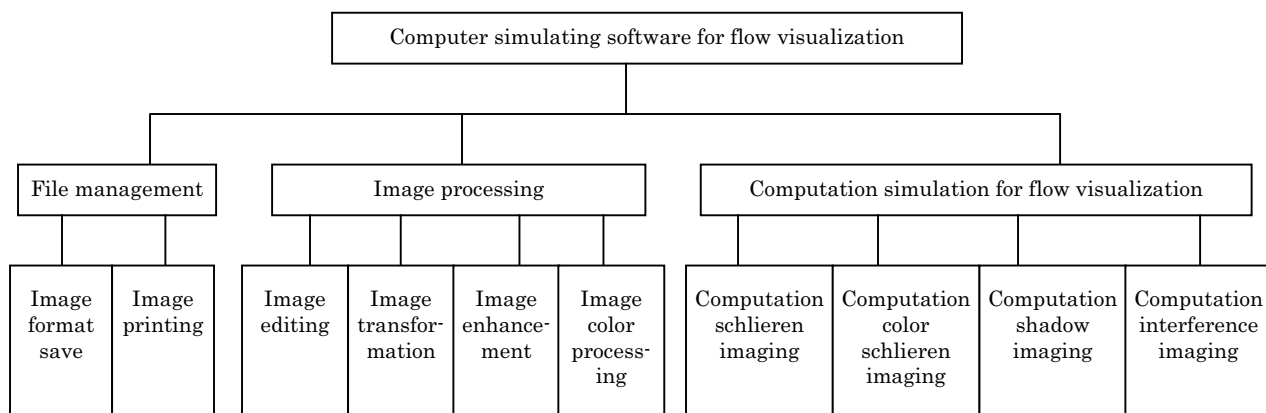 Computer simulating software for flow visualization
File management
Image processing
Computation simulation for flow visualization
Image
format
save
Image
printing
Image
editing
Image
transfor-
mation
Image
enhance-
ment
Image
color
process-
ing
Computation
schlieren
imaging
Computation
color
schlieren
imaging
Computation
shadow
imaging
Computation
interference
imaging